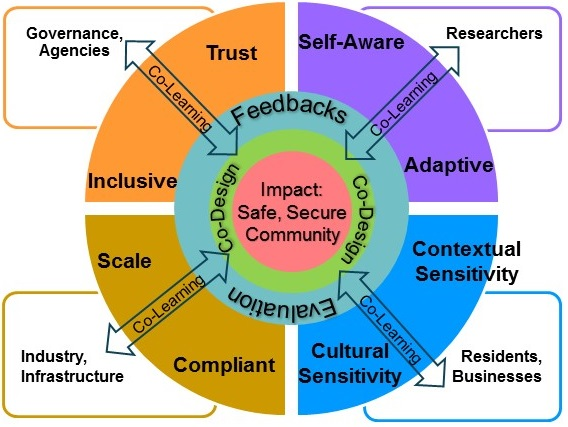 Governance,
Agencies
Trust
Self-Aware
Researchers
Co-Learning
Co-Learning
Feedbacks
Inclusive
Adaptive
Co-Design
Impact:
Safe, Secure
Community
Co-Design
Scale
Contextual
Sensitivity
Co-Learning
Evaluation
Co-Learning
Industry,
Infrastructure
Compliant
Cultural
Sensitivity
Residents,
Businesses